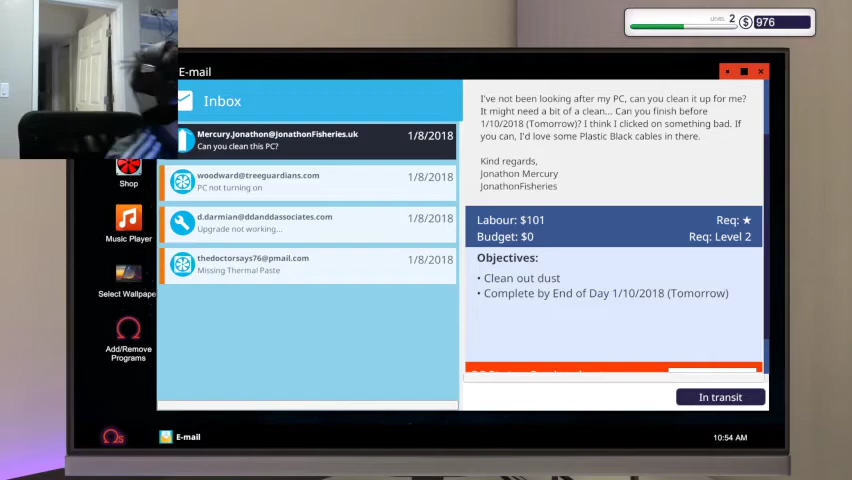 LEVEL 2 $ 976
E-mail
Inbox
Mercury.Jonathon@JonathonFisheries.uk 1/8/2018
Can you clean this PC?
woodward@treeguardians.com 1/8/2018
PC not turning on
d.darmian@ddanddassociates.com 1/8/2018
Upgrade not working...
thedoctorsays76@pmail.com 1/8/2018
Missing Thermal Paste
I've not been looking after my PC, can you clean it up for me?
It might need a bit of a clean... Can you finish before
1/10/2018 (Tomorrow)? I think I clicked on something bad. If
you can, I'd love some Plastic Black cables in there.
Kind regards,
Jonathon Mercury
JonathonFisheries
Labour: $101 Req: ★
Budget: $0 Req: Level 2
Objectives:
• Clean out dust
• Complete by End of Day 1/10/2018 (Tomorrow)
In transit
Shop
Music Player
Select Wallpape
Add/Remove
Programs
E-mail
10:54 AM